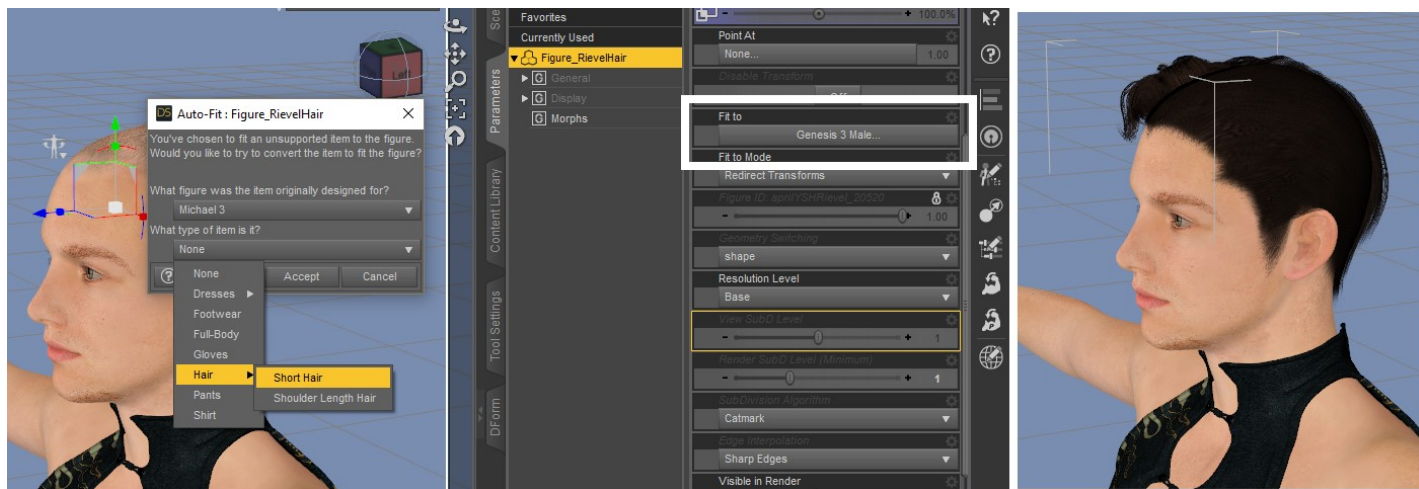 Left
DS Auto-Fit : Figure_RievelHair
You've chosen to fit an unsupported item to the figure.
Would you like to try to convert the item to fit the figure?
What figure was the item originally designed for?
Michael 3
What type of item is it?
None
? Accept Cancel
None
Dresses
Footwear
Full-Body
Gloves
Hair
Short Hair
Shoulder Length Hair
Pants
Shirt
Sce
Parameters
Content Library
Tool Settings
DForm
Favorites
Currently Used
Figure_RievelHair
G General
G Display
G Morphs
- + 100.0%
Point At
None... 1.00
Disable Transform
Off
Fit to
Genesis 3 Male...
Fit to Mode
Redirect Transforms
Figure ID: aprilYSHRievel_20520
- + 1.00
Geometry Switching
shape
Resolution Level
Base
View SubD Level
- + 1
Render SubD Level (Minimum)
- + 1
SubDivision Algorithm
Catmark
Edge Interpolation
Sharp Edges
Visible in Render
?
?